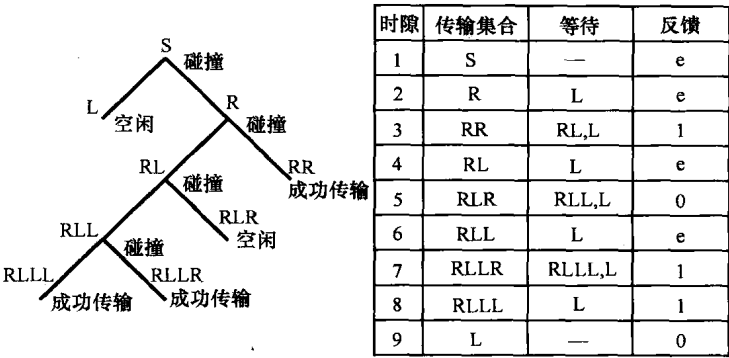 S
碰撞
L
空闲
R
碰撞
RL
碰撞
RR
成功传输
RLL
碰撞
RLR
空闲
RLLL
成功传输
RLLR
成功传输
时隙 传输集合 等待 反馈
1 S — e
2 R L e
3 RR RL,L 1
4 RL L e
5 RLR RLL,L 0
6 RLL L e
7 RLLR RLLL,L 1
8 RLLL L 1
9 L — 0